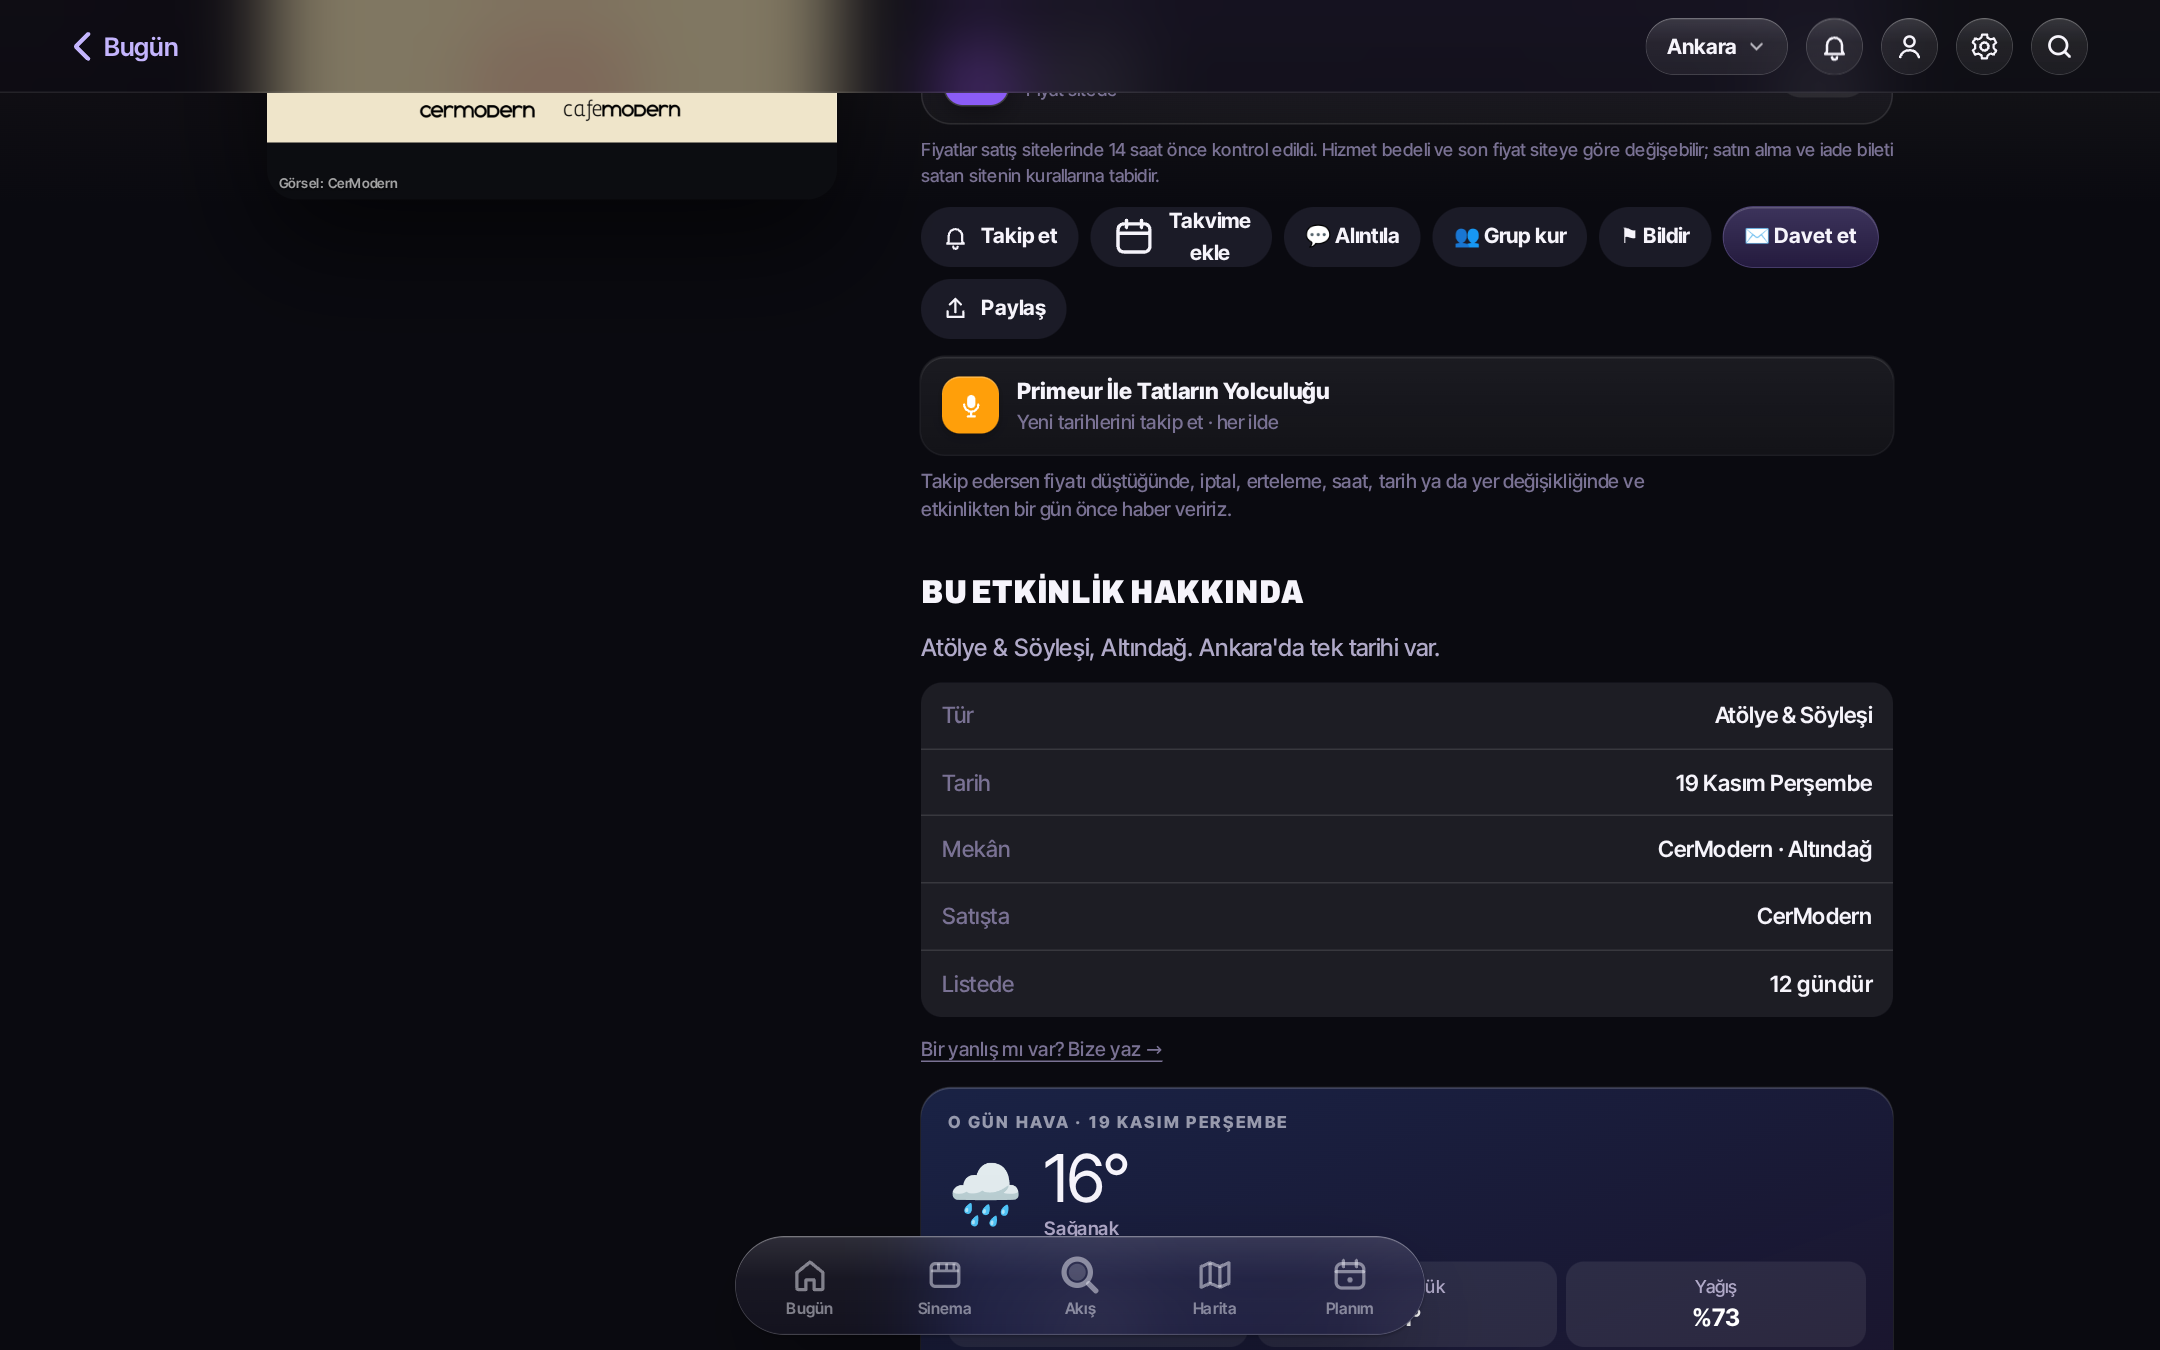 Bugün
Ankara
cermodern cafemodern
Görsel: CerModern
Fiyat sitede
Fiyatlar satış sitelerinde 14 saat önce kontrol edildi. Hizmet bedeli ve son fiyat siteye göre değişebilir; satın alma ve iade bileti
satan sitenin kurallarına tabidir.
Takip et
Takvime
ekle
Alıntıla
Grup kur
Bildir
Davet et
Paylaş
Primeur İle Tatların Yolculuğu
Yeni tarihlerini takip et · her ilde
Takip edersen fiyatı düştüğünde, iptal, erteleme, saat, tarih ya da yer değişikliğinde ve
etkinlikten bir gün önce haber veririz.
BU ETKİNLİK HAKKINDA
Atölye & Söyleşi, Altındağ. Ankara'da tek tarihi var.
Tür Atölye & Söyleşi
Tarih 19 Kasım Perşembe
Mekân CerModern · Altındağ
Satışta CerModern
Listede 12 gündür
Bir yanlış mı var? Bize yaz →
O GÜN HAVA · 19 KASIM PERŞEMBE
16°
Sağanak
Yağış
%73
Bugün
Sinema
Akış
Harita
Planım